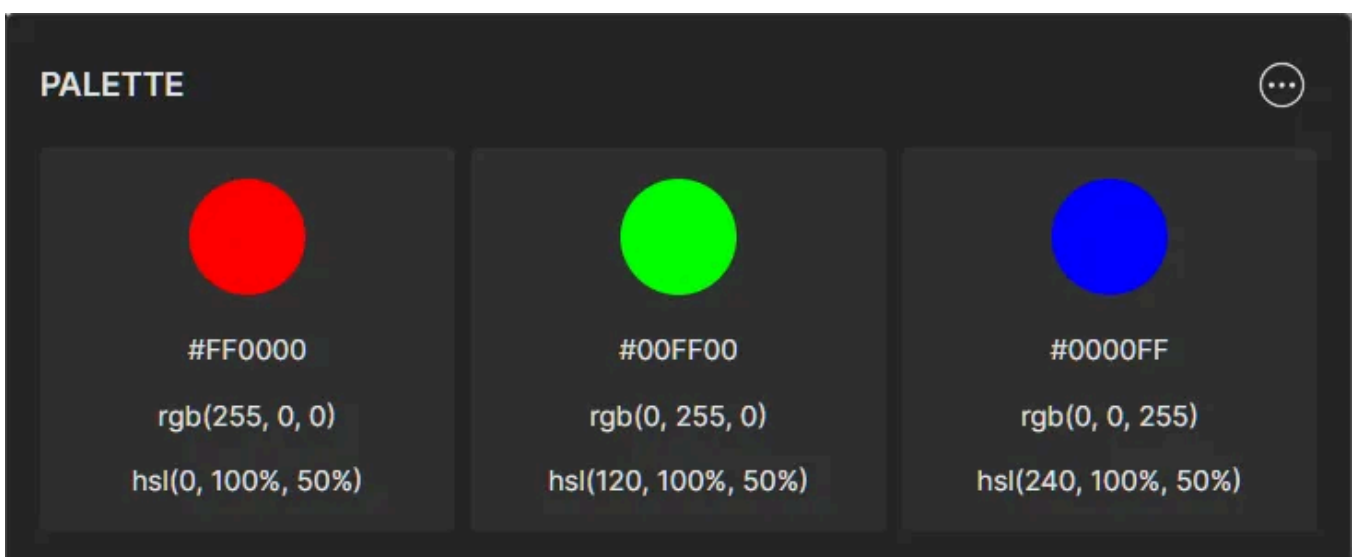 PALETTE
#FF0000
rgb(255, 0, 0)
hsl(0, 100%, 50%)
#00FF00
rgb(0, 255, 0)
hsl(120, 100%, 50%)
#0000FF
rgb(0, 0, 255)
hsl(240, 100%, 50%)